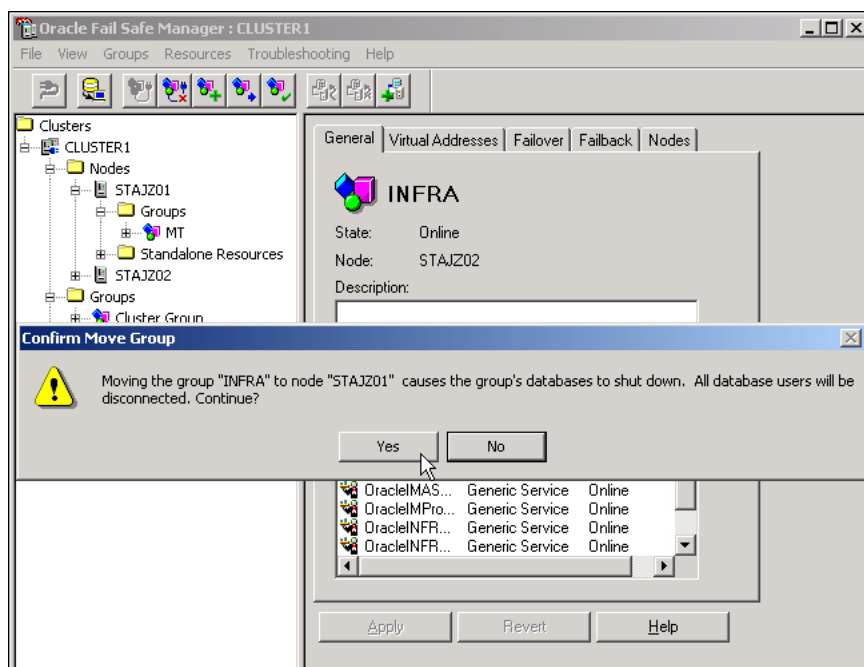 Oracle Fail Safe Manager : CLUSTER1
File View Groups Resources Troubleshooting Help
Clusters
CLUSTER1
Nodes
STAJZ01
Groups
MT
Standalone Resources
STAJZ02
Groups
Cluster Group
General Virtual Addresses Failover Failback Nodes
INFRA
State: Online
Node: STAJZ02
Description:
Confirm Move Group
Moving the group "INFRA" to node "STAJZ01" causes the group's databases to shut down. All database users will be
disconnected. Continue?
Yes No
OracleIMAS... Generic Service Online
OracleIMPro... Generic Service Online
OracleINFR... Generic Service Online
OracleINFR... Generic Service Online
Apply Revert Help